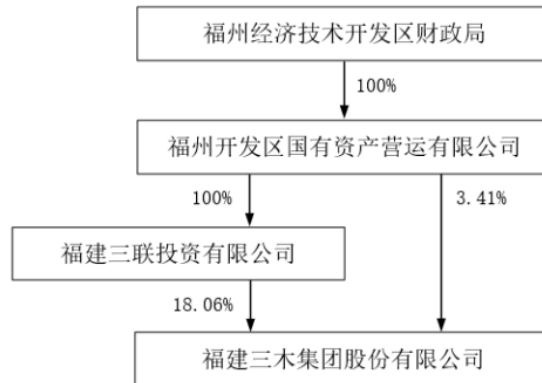 福州经济技术开发区财政局
100%
福州开发区国有资产营运有限公司
100%
3.41%
福建三联投资有限公司
18.06%
福建三木集团股份有限公司